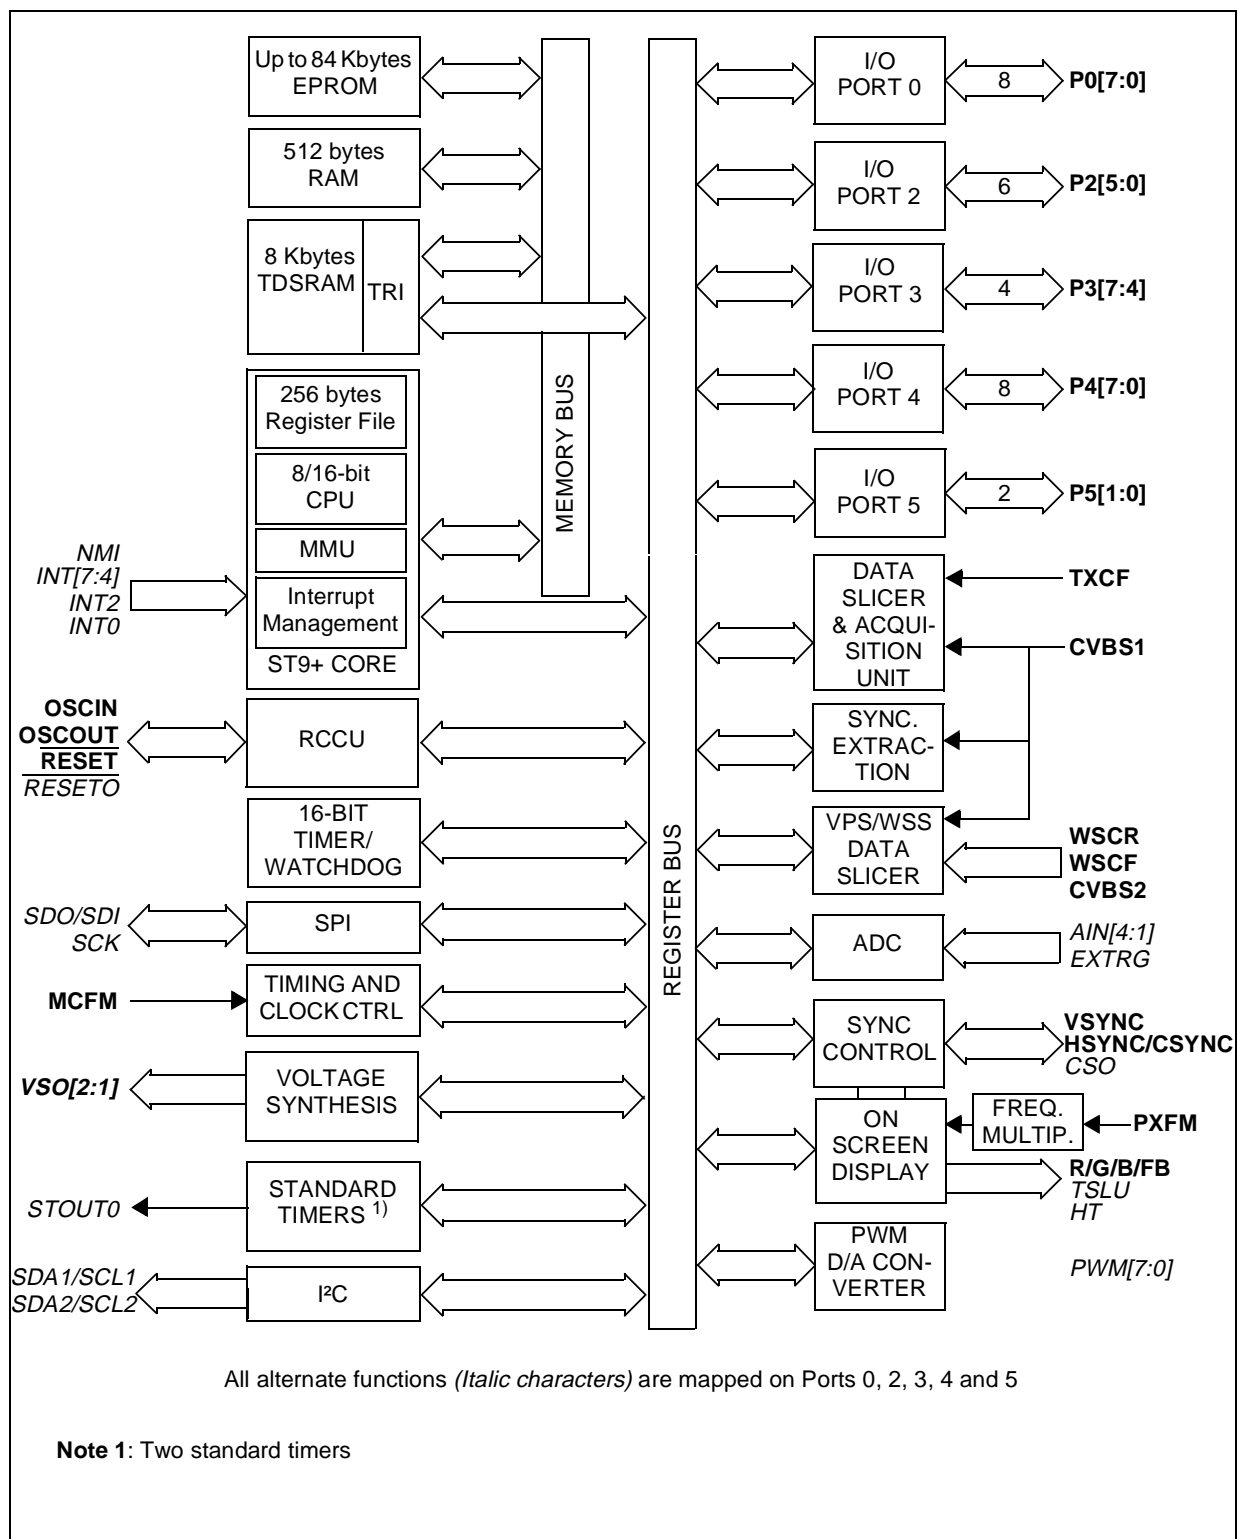 Up to 84 Kbytes
EPROM
512 bytes
RAM
8 Kbytes
TDSRAM
TRI
256 bytes
Register File
8/16-bit
CPU
MMU
Interrupt
Management
ST9+ CORE
NMI
INT[7:4]
INT2
INT0
OSCIN
OSCOUT
RESET
RESETO
RCCU
16-BIT
TIMER/
WATCHDOG
SDO/SDI
SCK
SPI
MCFM
TIMING AND
CLOCK CTRL
VSO[2:1]
VOLTAGE
SYNTHESIS
STOUT0
STANDARD
TIMERS 1)
SDA1/SCL1
SDA2/SCL2
I²C
MEMORY BUS
REGISTER BUS
I/O
PORT 0
8
P0[7:0]
I/O
PORT 2
6
P2[5:0]
I/O
PORT 3
4
P3[7:4]
I/O
PORT 4
8
P4[7:0]
I/O
PORT 5
2
P5[1:0]
DATA
SLICER
& ACQUI-
SITION
UNIT
TXCF
CVBS1
SYNC.
EXTRAC-
TION
VPS/WSS
DATA
SLICER
WSCR
WSCF
CVBS2
ADC
AIN[4:1]
EXTRG
SYNC
CONTROL
VSYNC
HSYNC/CSYNC
CSO
ON
SCREEN
DISPLAY
FREQ.
MULTIP.
PXFM
R/G/B/FB
TSLU
HT
PWM
D/A CON-
VERTER
PWM[7:0]
All alternate functions (Italic characters) are mapped on Ports 0, 2, 3, 4 and 5
Note 1: Two standard timers